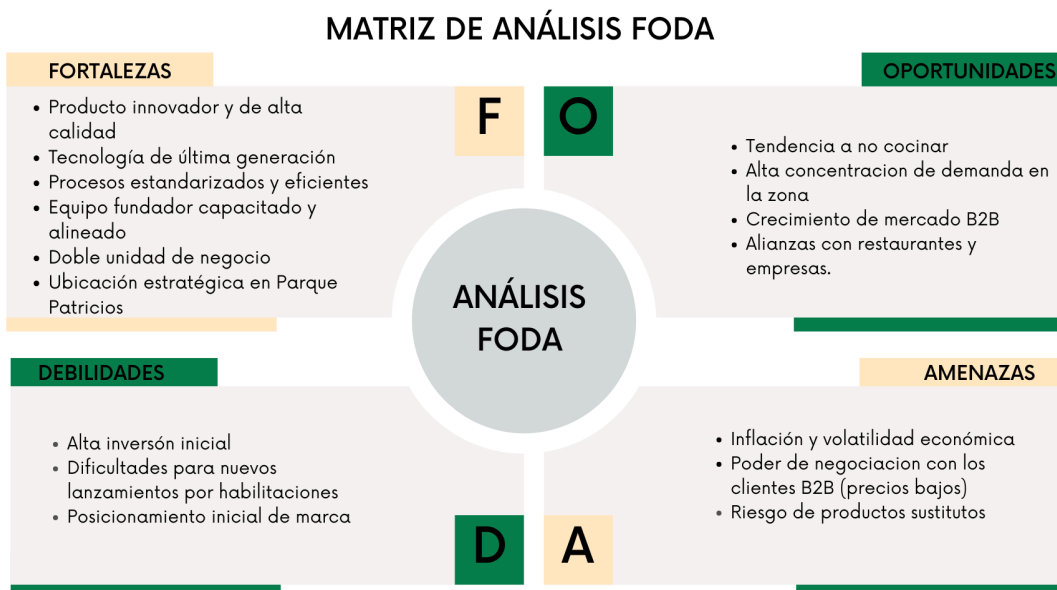 MATRIZ DE ANÁLISIS FODA
FORTALEZAS
• Producto innovador y de alta
calidad
• Tecnología de última generación
• Procesos estandarizados y eficientes
• Equipo fundador capacitado y
alineado
• Doble unidad de negocio
• Ubicación estratégica en Parque
Patricios
F
O
OPORTUNIDADES
• Tendencia a no cocinar
• Alta concentracion de demanda en
la zona
• Crecimiento de mercado B2B
• Alianzas con restaurantes y
empresas.
ANÁLISIS
FODA
DEBILIDADES
• Alta inversón inicial
• Dificultades para nuevos
lanzamientos por habilitaciones
• Posicionamiento inicial de marca
D
A
AMENAZAS
• Inflación y volatilidad económica
• Poder de negociacion con los
clientes B2B (precios bajos)
• Riesgo de productos sustitutos